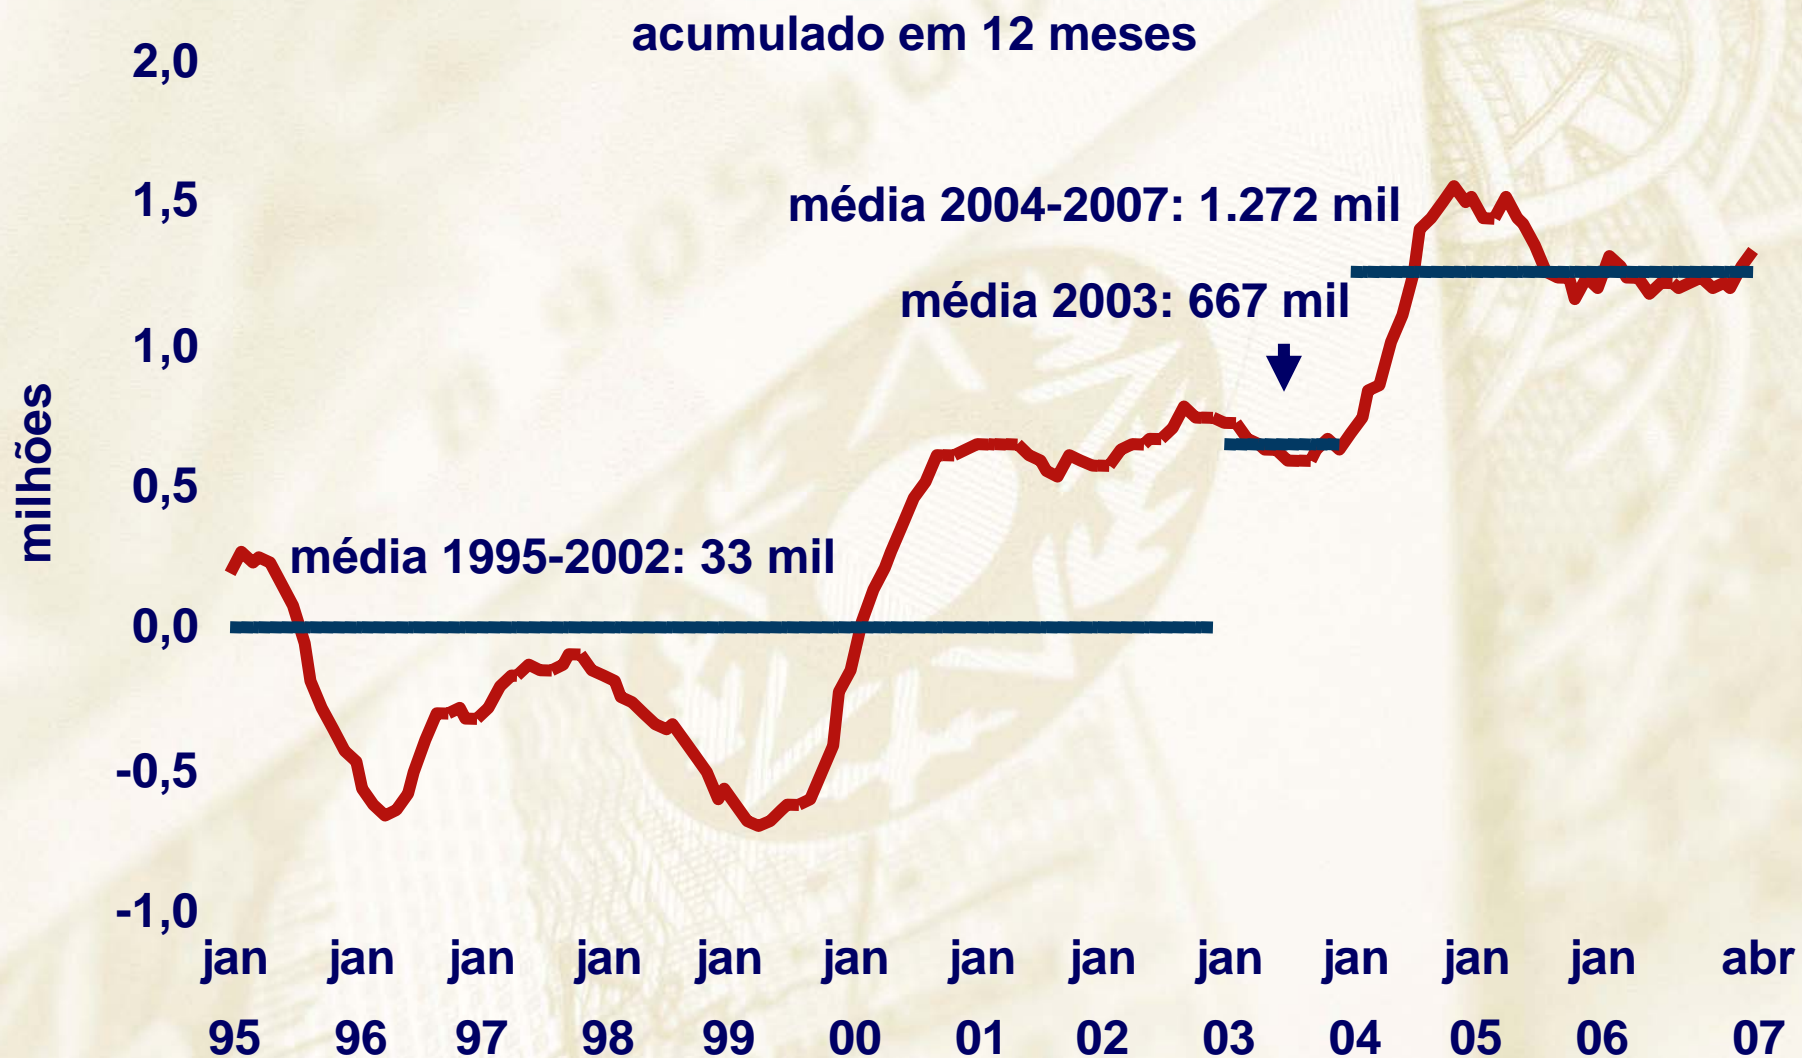 acumulado em 12 meses
2,0
1,5
1,0
0,5
0,0
-0,5
-1,0
milhões
média 2004-2007: 1.272 mil
média 2003: 667 mil
média 1995-2002: 33 mil
jan jan jan jan jan jan jan jan jan jan jan jan abr
95 96 97 98 99 00 01 02 03 04 05 06 07